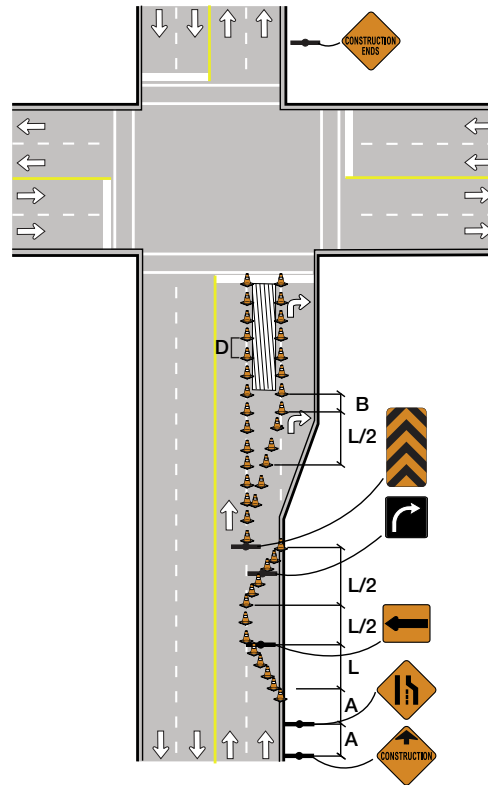 CONSTRUCTION
ENDS
D
B
L/2
L/2
L/2
L
A
A
CONSTRUCTION